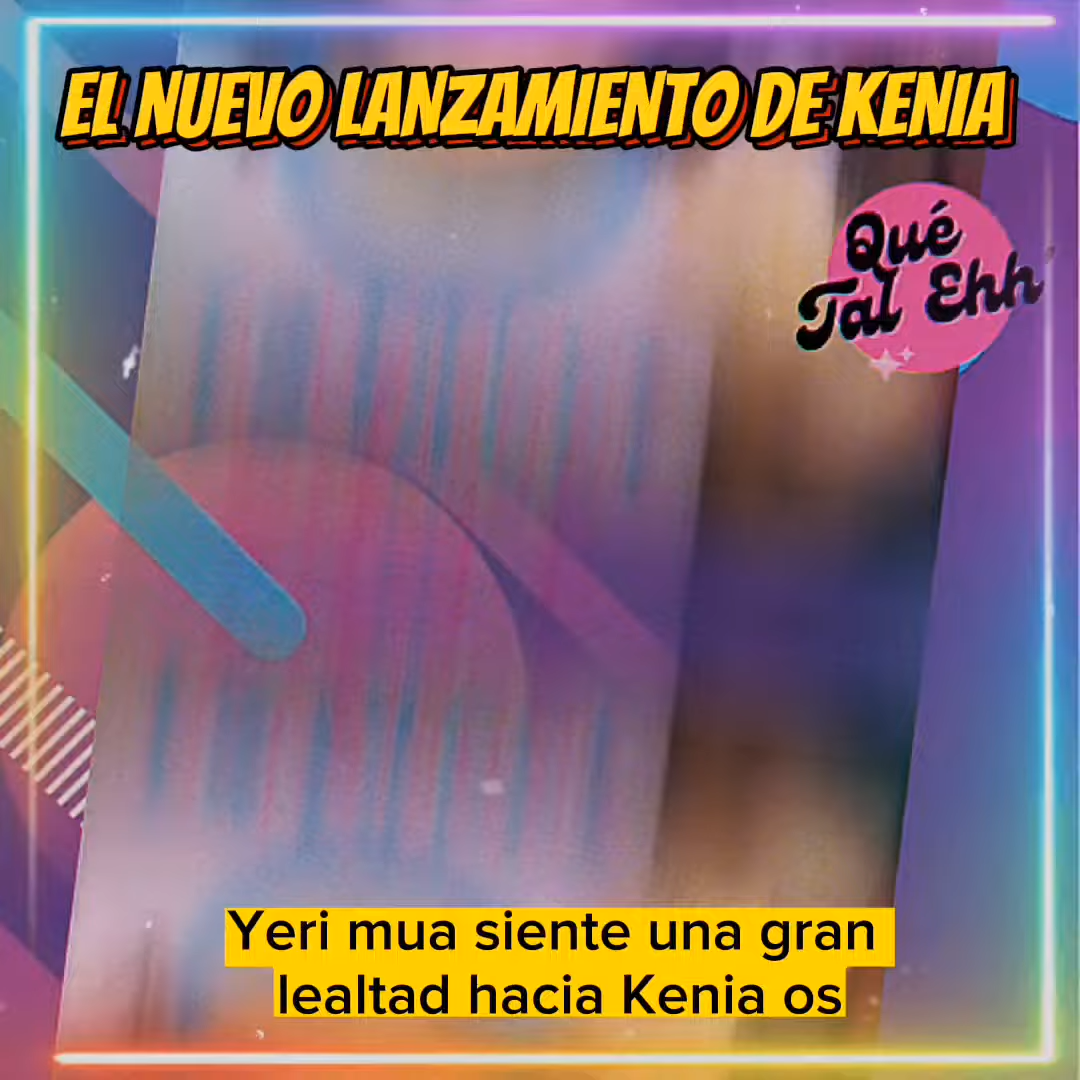 EL NUEVO LANZAMIENTO DE KENIA
Qué
Tal Ehh
Yeri mua siente una gran
lealtad hacia Kenia os